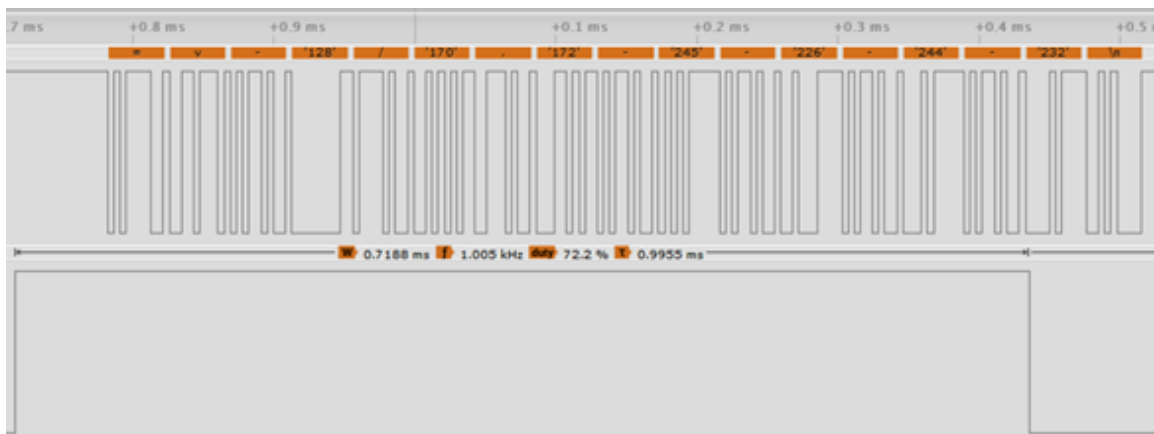 .7 ms +0.8 ms +0.9 ms +0.1 ms +0.2 ms +0.3 ms +0.4 ms +0.5
= v - '128' / '170' . '172' - '245' - '226' - '244' - '232' \n
W 0.7188 ms f 1.005 kHz duty 72.2 % T 0.9955 ms